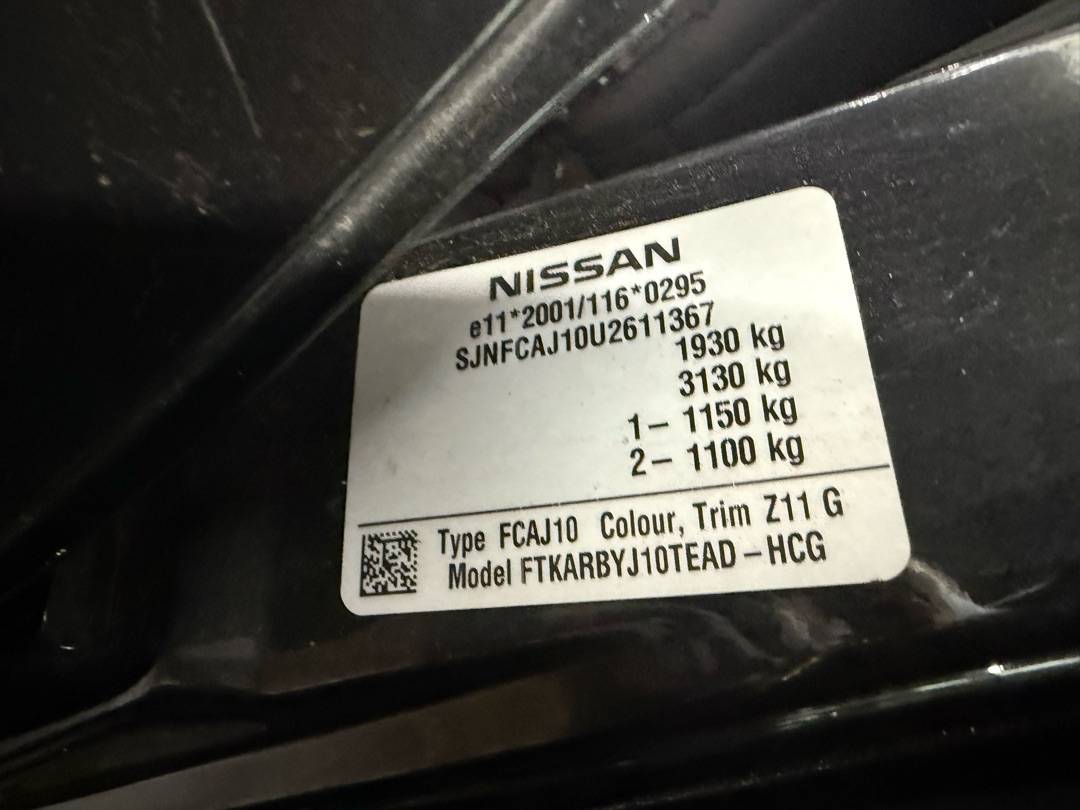 NISSAN
e11*2001/116*0295
SJNFCAJ10U2611367
1930 kg
3130 kg
1– 1150 kg
2– 1100 kg
Type FCAJ10 Colour, Trim Z11 G
Model FTKARBYJ10TEAD –HCG